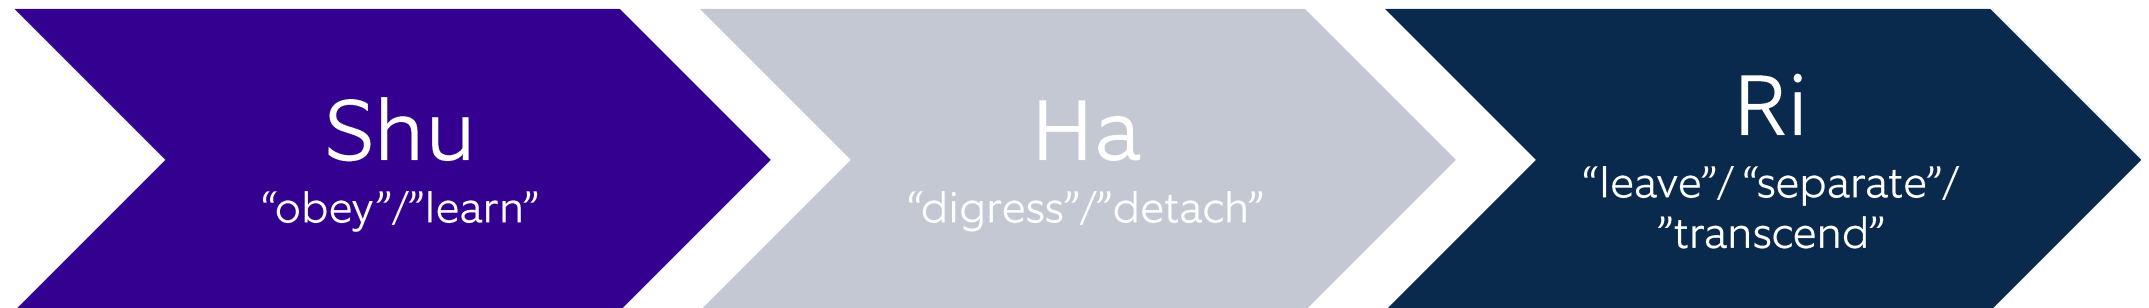 Shu
“obey”/”learn”
Ha
“digress”/”detach”
Ri
“leave”/ “separate”/
”transcend”